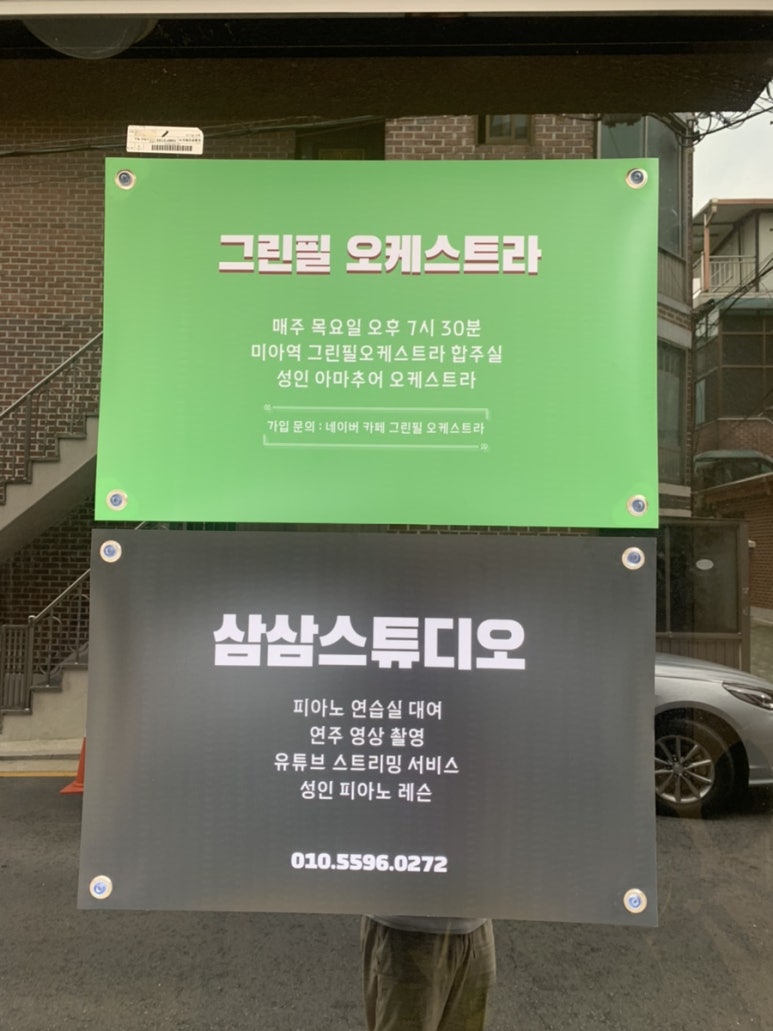 그린필 오케스트라
매주 목요일 오후 7시 30분
미아역 그린필오케스트라 합주실
성인 아마추어 오케스트라
가입 문의 : 네이버 카페 그린필 오케스트라
삼삼스튜디오
피아노 연습실 대여
연주 영상 촬영
유튜브 스트리밍 서비스
성인 피아노 레슨
010.5596.0272